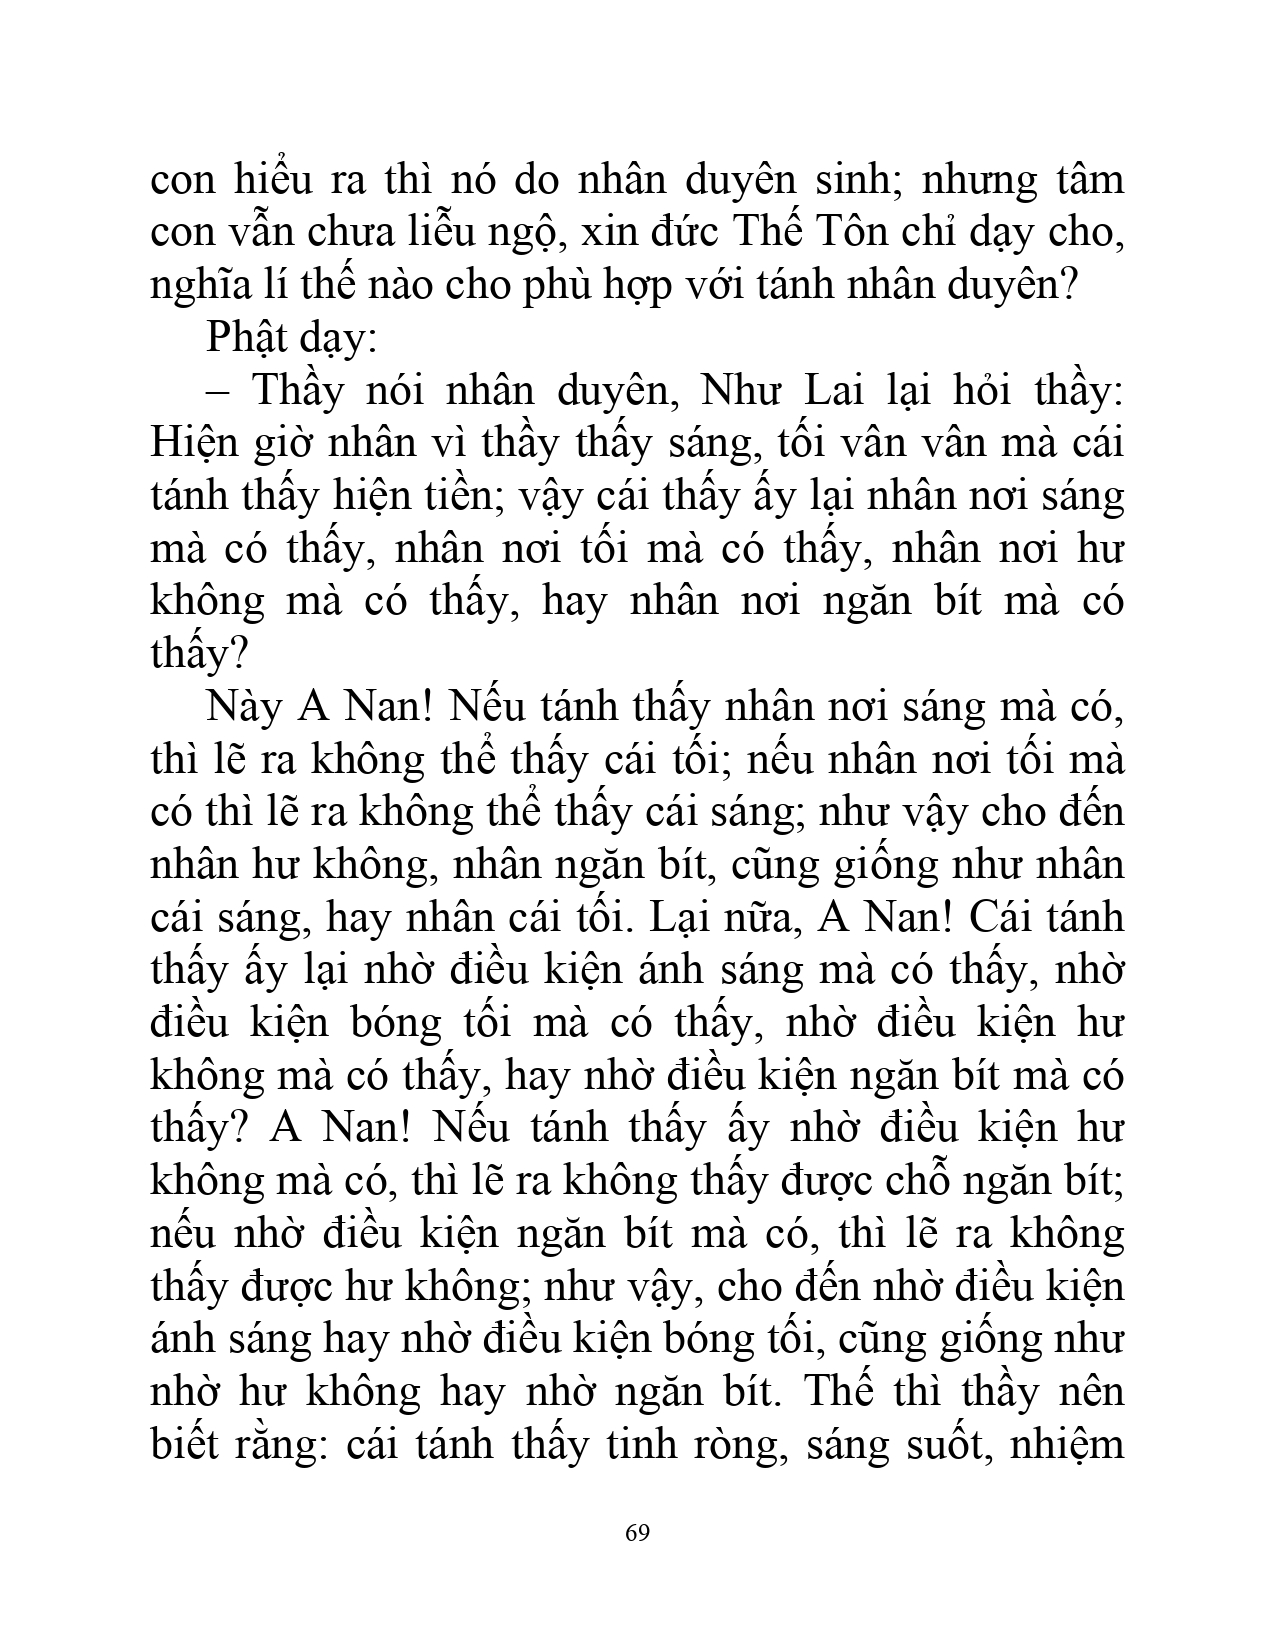 con hiểu ra thì nó do nhân duyên sinh; nhưng tâm
con vẫn chưa liễu ngộ, xin đức Thế Tôn chỉ dạy cho,
nghĩa lí thế nào cho phù hợp với tánh nhân duyên?
Phật dạy:
– Thầy nói nhân duyên, Như Lai lại hỏi thầy:
Hiện giờ nhân vì thầy thấy sáng, tối vân vân mà cái
tánh thấy hiện tiền; vậy cái thấy ấy lại nhân nơi sáng
mà có thấy, nhân nơi tối mà có thấy, nhân nơi hư
không mà có thấy, hay nhân nơi ngăn bít mà có
thấy?
Này A Nan! Nếu tánh thấy nhân nơi sáng mà có,
thì lẽ ra không thể thấy cái tối; nếu nhân nơi tối mà
có thì lẽ ra không thể thấy cái sáng; như vậy cho đến
nhân hư không, nhân ngăn bít, cũng giống như nhân
cái sáng, hay nhân cái tối. Lại nữa, A Nan! Cái tánh
thấy ấy lại nhờ điều kiện ánh sáng mà có thấy, nhờ
điều kiện bóng tối mà có thấy, nhờ điều kiện hư
không mà có thấy, hay nhờ điều kiện ngăn bít mà có
thấy? A Nan! Nếu tánh thấy ấy nhờ điều kiện hư
không mà có, thì lẽ ra không thấy được chỗ ngăn bít;
nếu nhờ điều kiện ngăn bít mà có, thì lẽ ra không
thấy được hư không; như vậy, cho đến nhờ điều kiện
ánh sáng hay nhờ điều kiện bóng tối, cũng giống như
nhờ hư không hay nhờ ngăn bít. Thế thì thầy nên
biết rằng: cái tánh thấy tinh ròng, sáng suốt, nhiệm
69